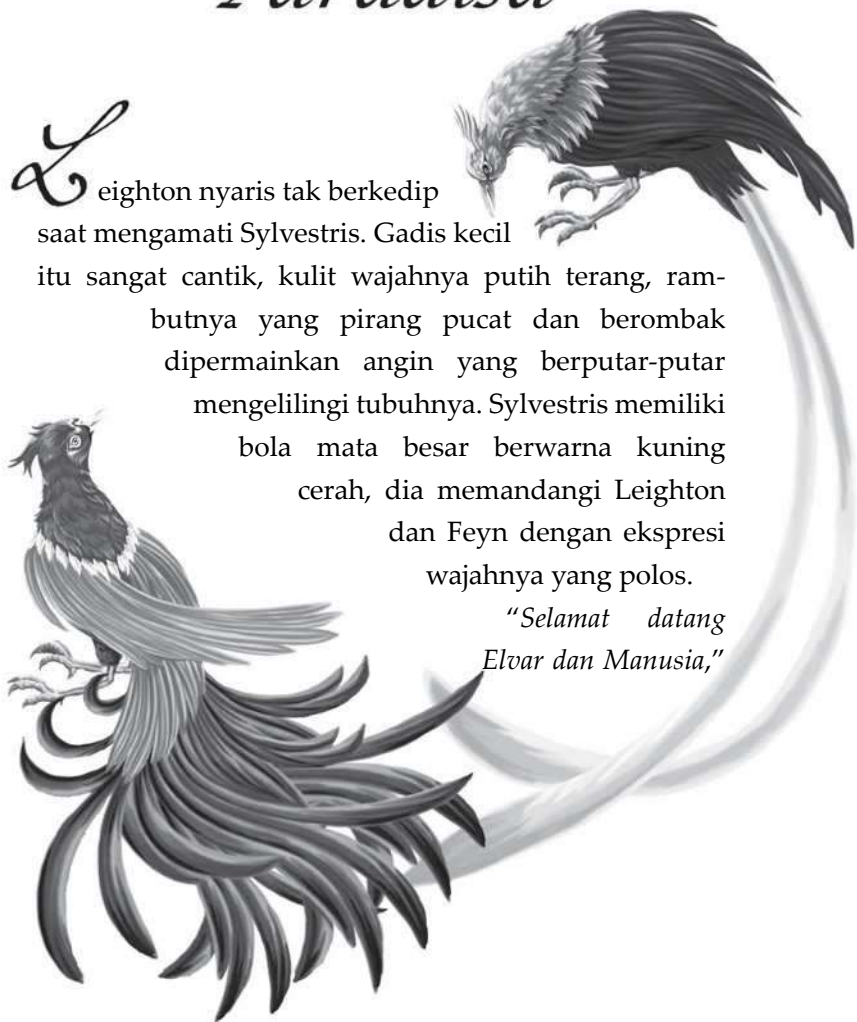 Leighton nyaris tak berkedip
saat mengamati Sylvestris. Gadis kecil
itu sangat cantik, kulit wajahnya putih terang, ram-
butnya yang pirang pucat dan berombak
dipermainkan angin yang berputar-putar
mengelilingi tubuhnya. Sylvestris memiliki
bola mata besar berwarna kuning
cerah, dia memandangi Leighton
dan Feyn dengan ekspresi
wajahnya yang polos.
“Selamat datang
Elvar dan Manusia,”